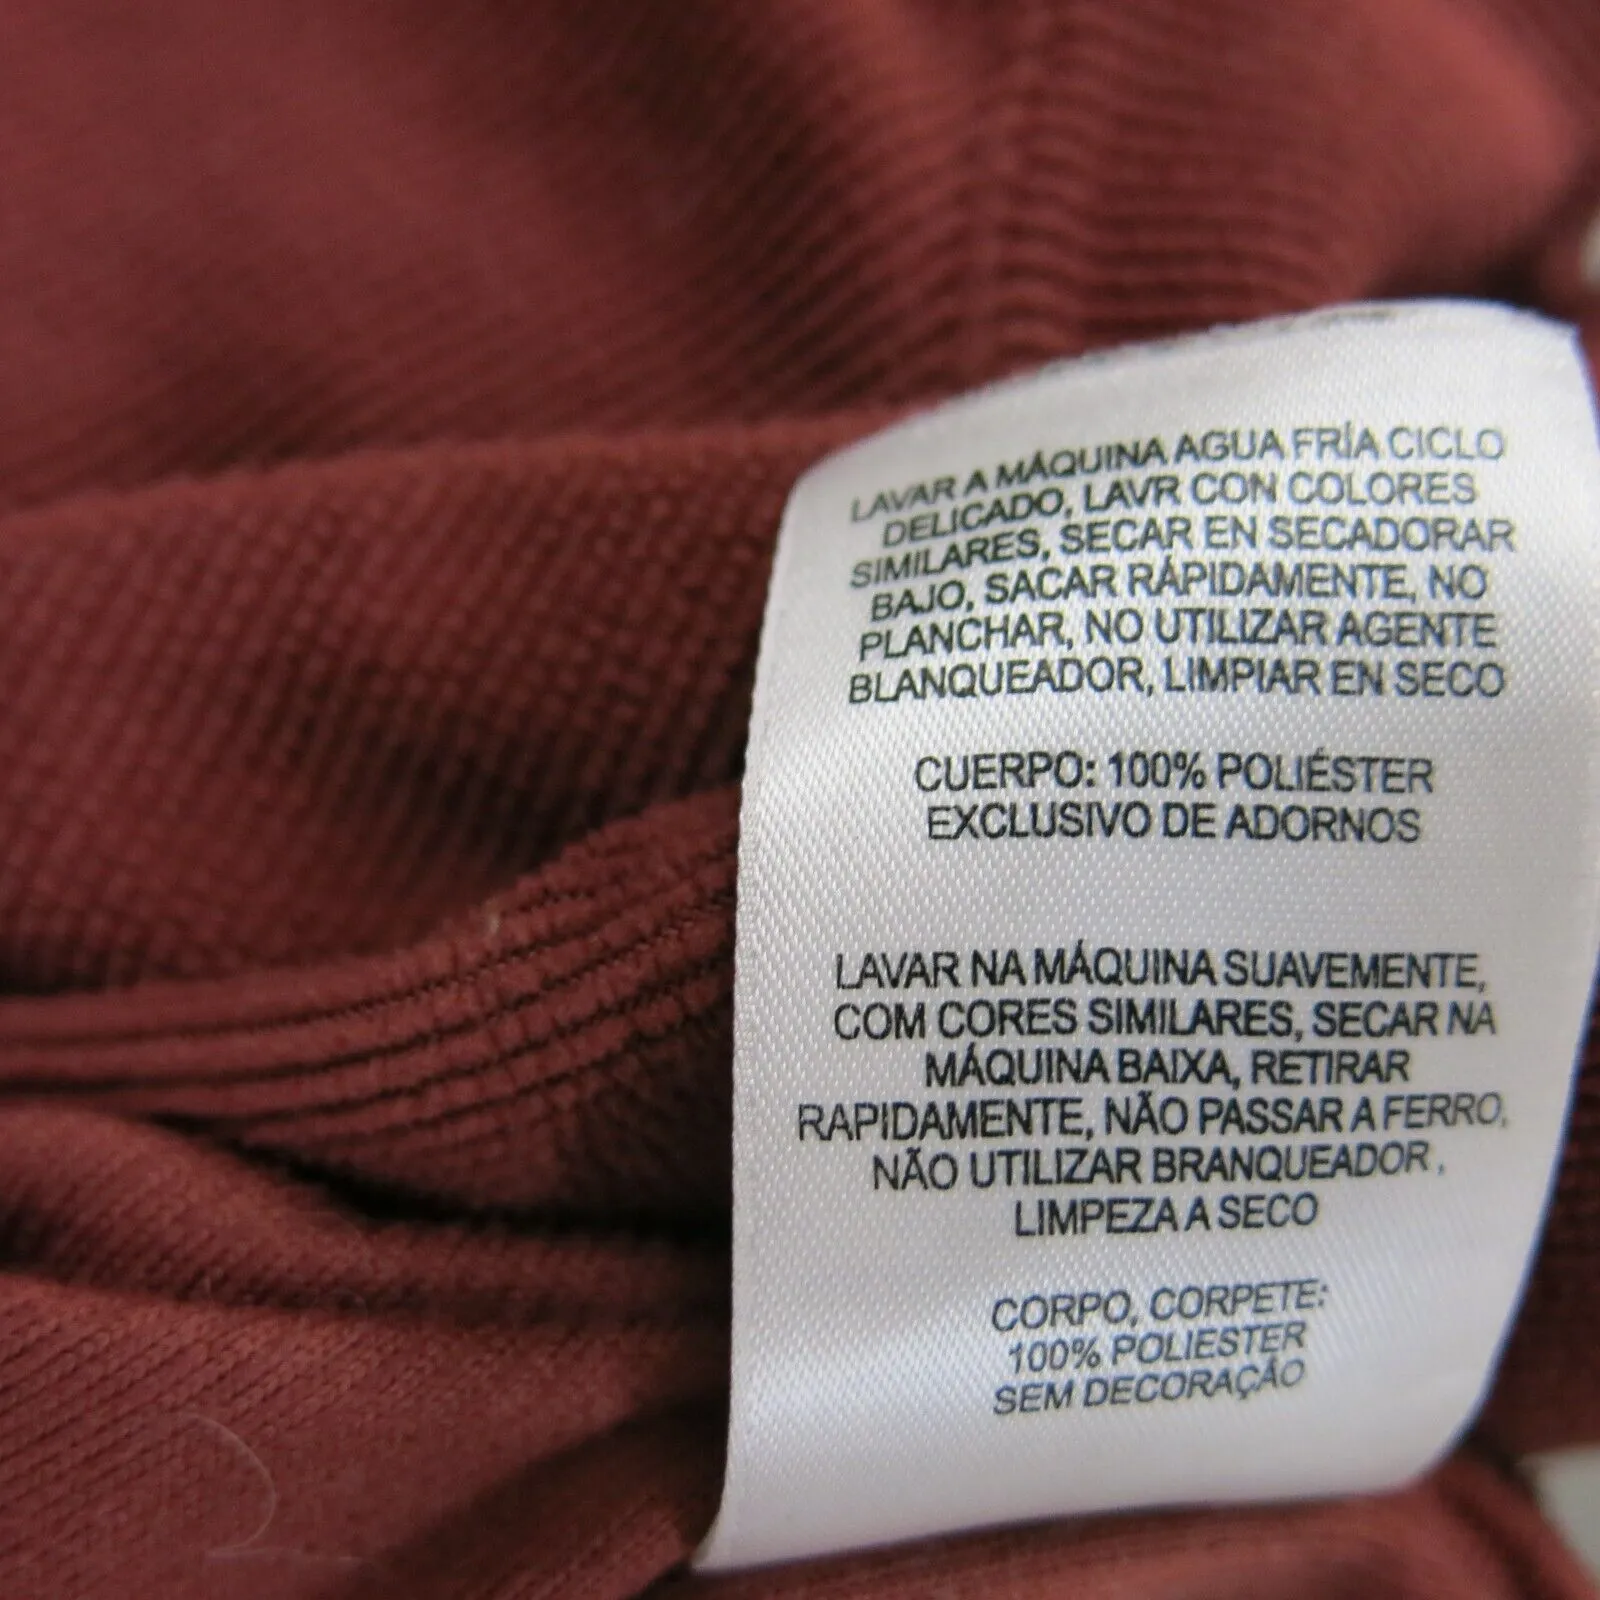 LAVAR A MÁQUINA AGUA FRÍA CICLO
DELICADO, LAVR CON COLORES
SIMILARES, SECAR EN SECADORAR
BAJO, SACAR RÁPIDAMENTE, NO
PLANCHAR, NO UTILIZAR AGENTE
BLANQUEADOR, LIMPIAR EN SECO
CUERPO: 100% POLIÉSTER
EXCLUSIVO DE ADORNOS
LAVAR NA MÁQUINA SUAVEMENTE,
COM CORES SIMILARES, SECAR NA
MÁQUINA BAIXA, RETIRAR
RAPIDAMENTE, NÃO PASSAR A FERRO,
NÃO UTILIZAR BRANQUEADOR,
LIMPEZA A SECO
CORPO, CORPETE:
100% POLIESTER
SEM DECORAÇÃO